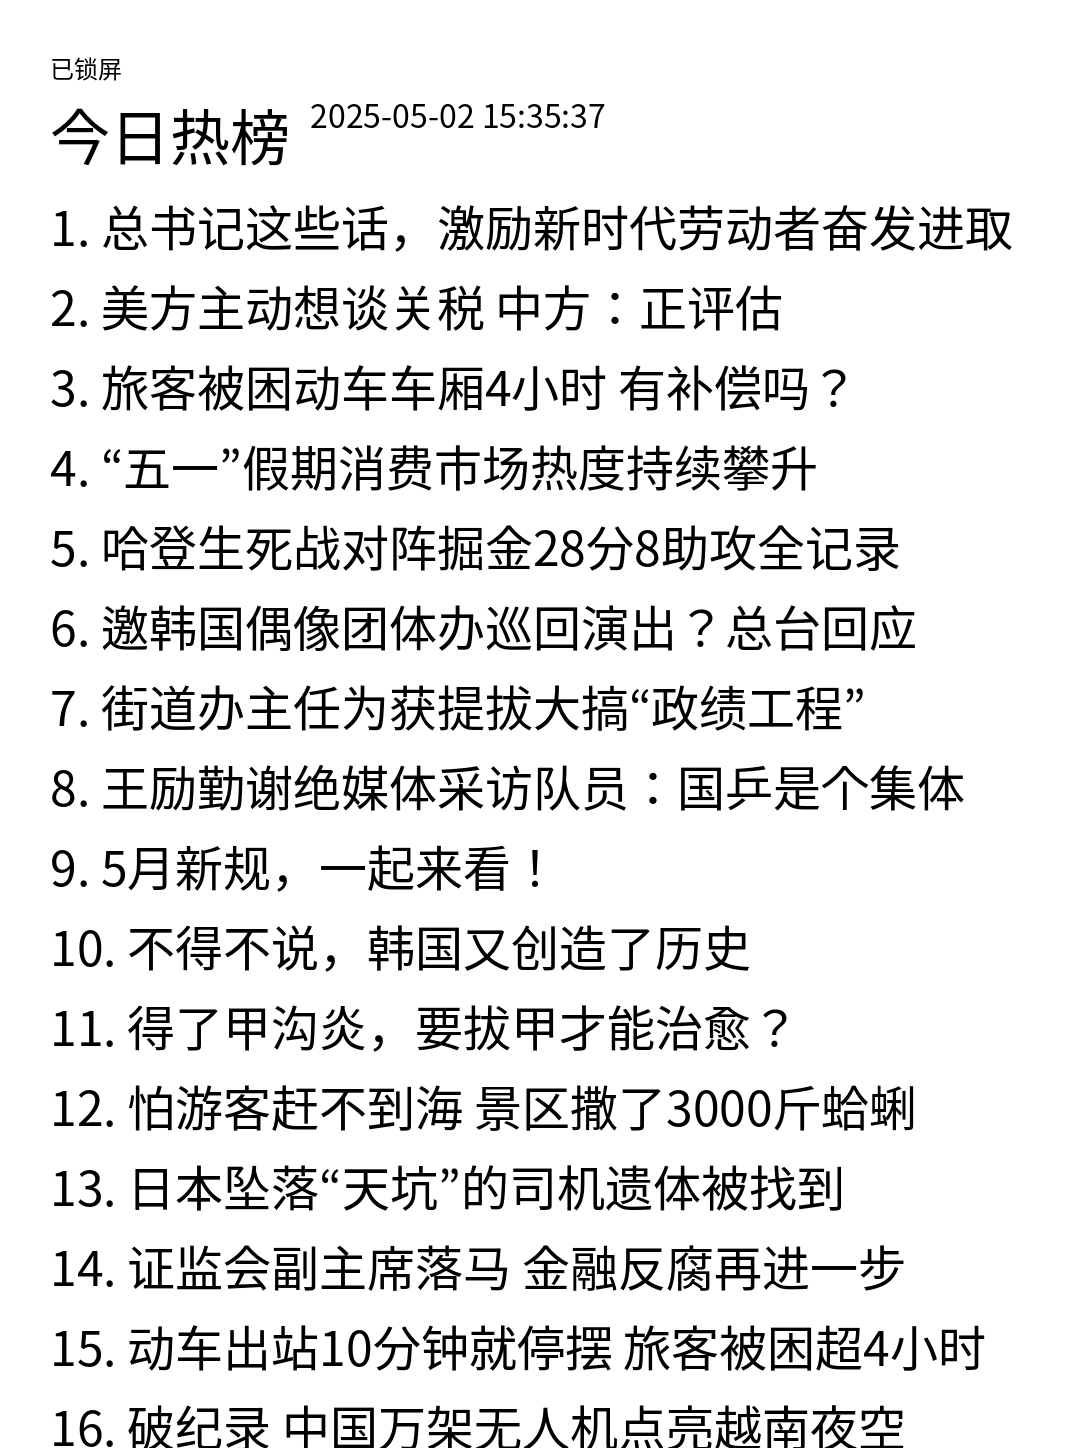 已锁屏
今日热榜 2025-05-02 15:35:37
1. 总书记这些话，激励新时代劳动者奋发进取
2. 美方主动想谈关税 中方：正评估
3. 旅客被困动车车厢4小时 有补偿吗？
4. “五一”假期消费市场热度持续攀升
5. 哈登生死战对阵掘金28分8助攻全记录
6. 邀韩国偶像团体办巡回演出？总台回应
7. 街道办主任为获提拔大搞“政绩工程”
8. 王励勤谢绝媒体采访队员：国乒是个集体
9. 5月新规，一起来看！
10. 不得不说，韩国又创造了历史
11. 得了甲沟炎，要拔甲才能治愈？
12. 怕游客赶不到海 景区撒了3000斤蛤蜊
13. 日本坠落“天坑”的司机遗体被找到
14. 证监会副主席落马 金融反腐再进一步
15. 动车出站10分钟就停摆 旅客被困超4小时
16. 破纪录 中国万架无人机点亮越南夜空